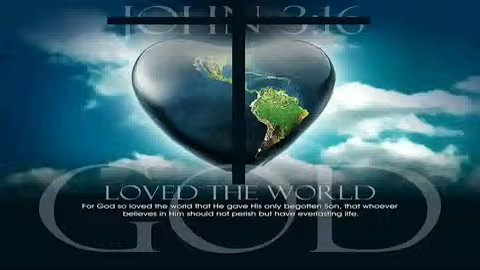 JOHN 3:16
GOD
LOVED THE WORLD
For God so loved the world that He gave His only begotten Son, that whoever
believes in Him should not perish but have everlasting life.